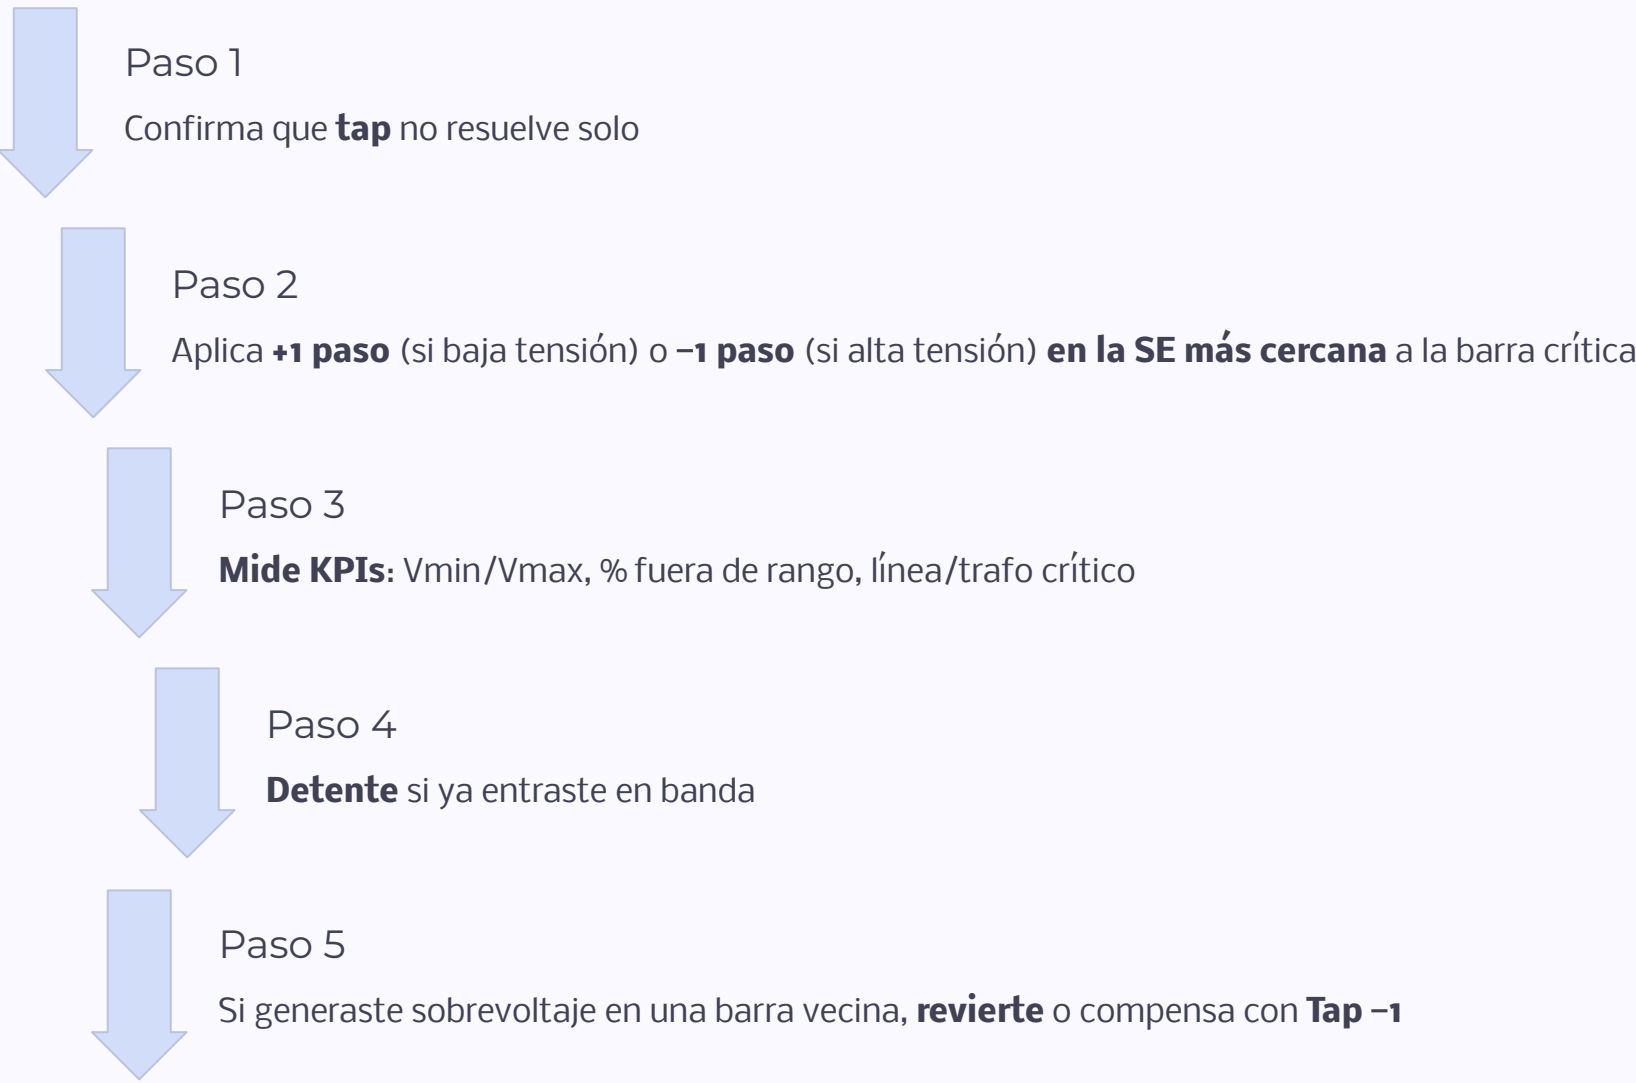 Paso 1
Confirma que tap no resuelve solo
Paso 2
Aplica +1 paso (si baja tensión) o −1 paso (si alta tensión) en la SE más cercana a la barra crítica
Paso 3
Mide KPIs: Vmin/Vmax, % fuera de rango, línea/trafo crítico
Paso 4
Detente si ya entraste en banda
Paso 5
Si generaste sobrevoltaje en una barra vecina, revierte o compensa con Tap −1